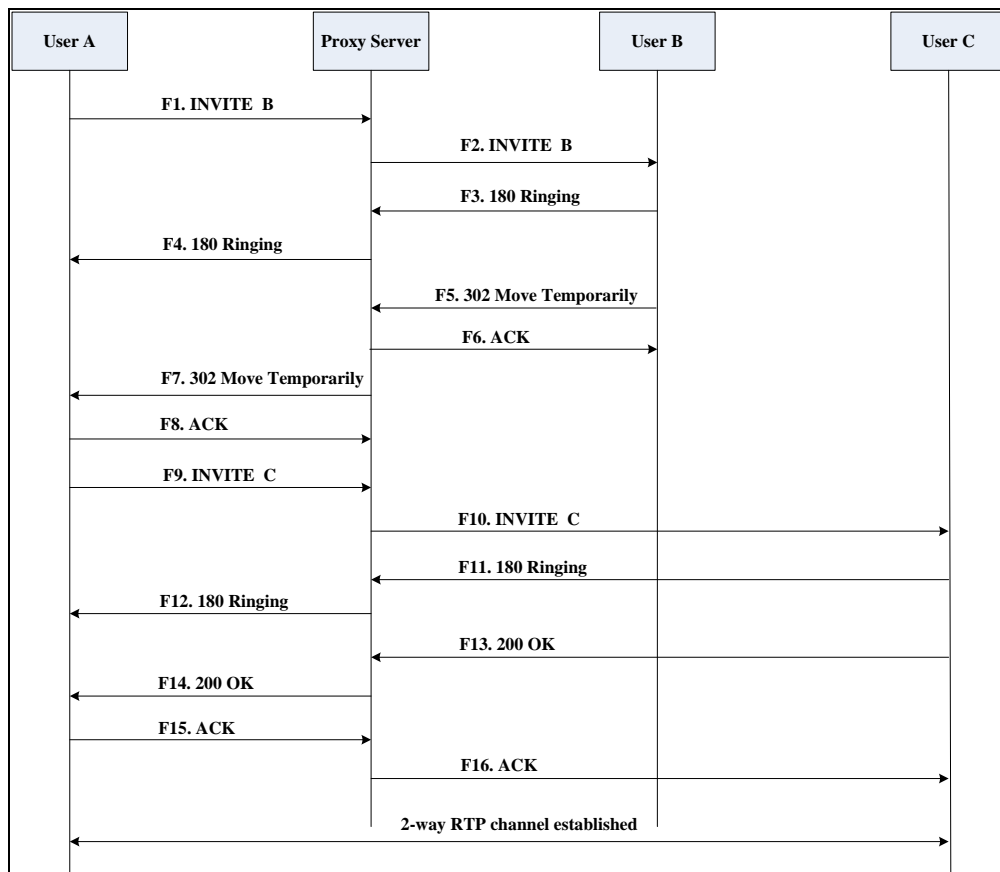 User A
Proxy Server
User B
User C
F1. INVITE B
F2. INVITE B
F3. 180 Ringing
F4. 180 Ringing
F5. 302 Move Temporarily
F6. ACK
F7. 302 Move Temporarily
F8. ACK
F9. INVITE C
F10. INVITE C
F11. 180 Ringing
F12. 180 Ringing
F13. 200 OK
F14. 200 OK
F15. ACK
F16. ACK
2-way RTP channel established